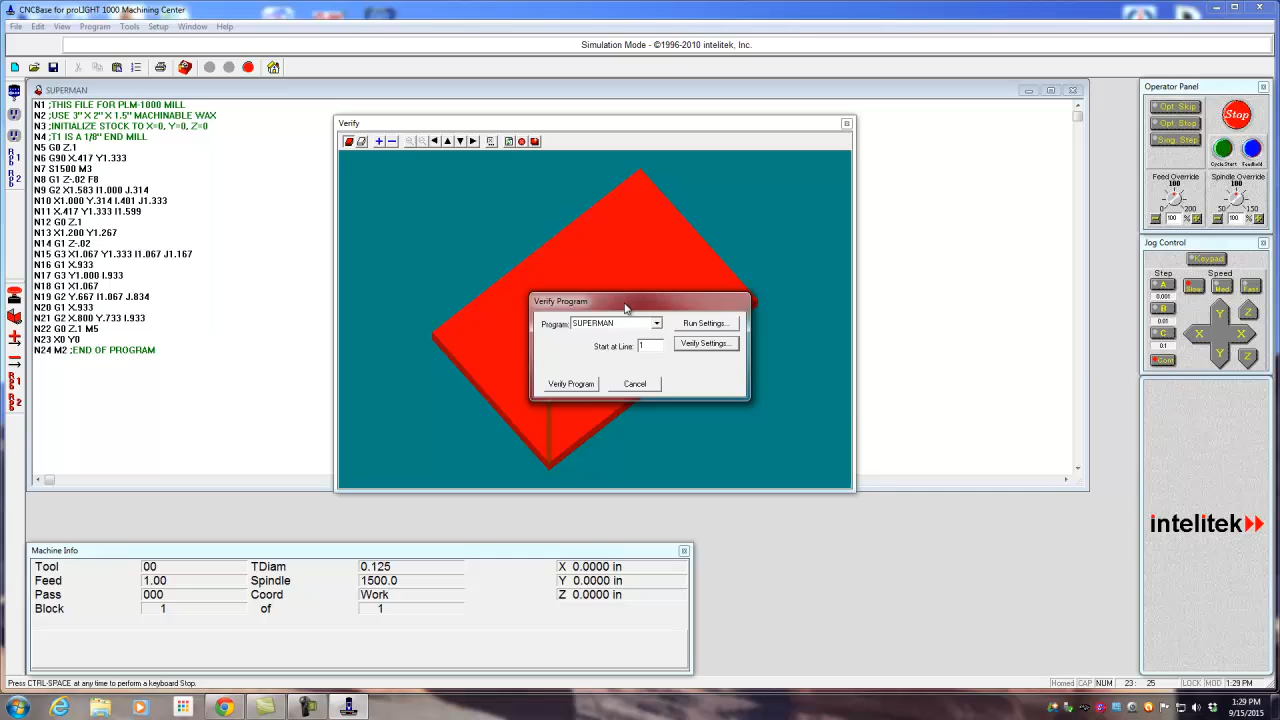 CNCBase for proLIGHT 1000 Machining Center
File Edit View Program Tools Setup Window Help
Simulation Mode - ©1996-2010 intelitek, Inc.
SUPERMAN
N1 ;THIS FILE FOR PLM-1000 MILL
N2 ;USE 3" X 2" X 1.5" MACHINABLE WAX
N3 ;INITIALIZE STOCK TO X=0, Y=0, Z=0
N4 ;T1 IS A 1/8" END MILL
N5 G0 Z.1
N6 G90 X.417 Y1.333
N7 S1500 M3
N8 G1 Z-.02 F8
N9 G2 X1.583 I1.000 J.314
N10 X1.000 Y.314 I.401 J1.333
N11 X.417 Y1.333 I1.599
N12 G0 Z.1
N13 X1.200 Y1.267
N14 G1 Z-.02
N15 G3 X1.067 Y1.333 I1.067 J1.167
N16 G1 X.933
N17 G3 Y1.000 I.933
N18 G1 X1.067
N19 G2 Y.667 I1.067 J.834
N20 G1 X.933
N21 G2 X.800 Y.733 I.933
N22 G0 Z.1 M5
N23 X0 Y0
N24 M2 ;END OF PROGRAM
Verify
Verify Program
Program: SUPERMAN Run Settings...
Start at Line: 1 Verify Settings...
Verify Program Cancel
Operator Panel
Opt. Skip
Opt. Stop
Sing. Step
Stop
Cycle Start Feedhold
Feed Override Spindle Override
100 100
0 200 50 150
100 % 100 %
Jog Control
Keypad
Step Speed
A Slow Med Fast
0.001
B
0.01
C
0.1
Cont
Y Z
X X
Y Z
intelitek
Machine Info
Tool 00 TDiam 0.125 X 0.0000 in
Feed 1.00 Spindle 1500.0 Y 0.0000 in
Pass 000 Coord Work Z 0.0000 in
Block 1 of 1
Press CTRL-SPACE at any time to perform a keyboard Stop.
Homed CAP NUM 23: 25 LOCK MOD 1:29 PM
1:29 PM
9/15/2015